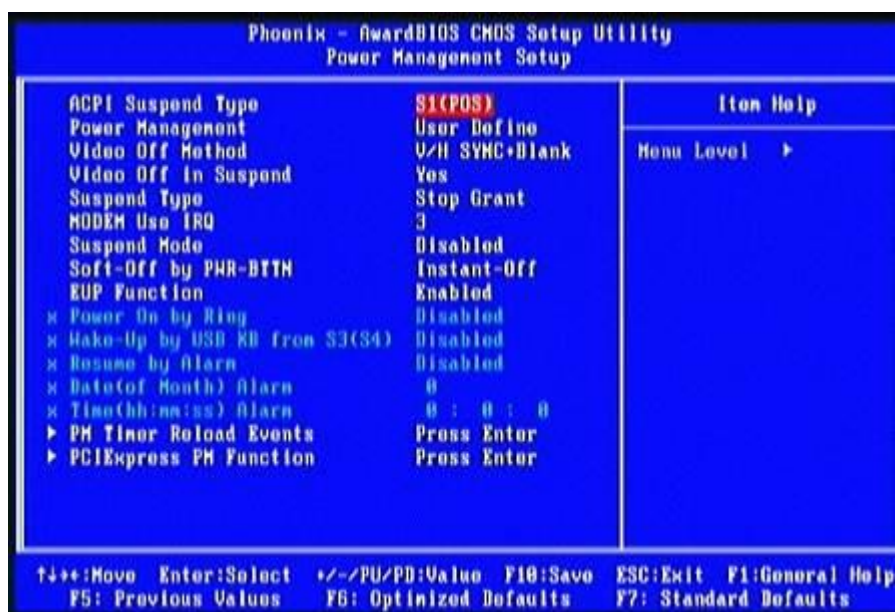 Phoenix - AwardBIOS CMOS Setup Utility
Power Management Setup
ACPI Suspend Type S1(POS)
Power Management User Define
Video Off Method V/H SYNC+Blank
Video Off In Suspend Yes
Suspend Type Stop Grant
MODEM Use IRQ 3
Suspend Mode Disabled
Soft-Off by PWR-BTTN Instant-Off
EUP Function Enabled
x Power On by Ring Disabled
x Wake-Up by USB KB from S3(S4) Disabled
x Resume by Alarm Disabled
x Date(of Month) Alarm 0
x Time(hh:mm:ss) Alarm 0 : 0 : 0
▶ PM Timer Reload Events Press Enter
▶ PCIExpress PM Function Press Enter
Item Help
Menu Level ▶
↑↓→←:Move Enter:Select +/-/PU/PD:Value F10:Save ESC:Exit F1:General Help
F5: Previous Values F6: Optimized Defaults F7: Standard Defaults